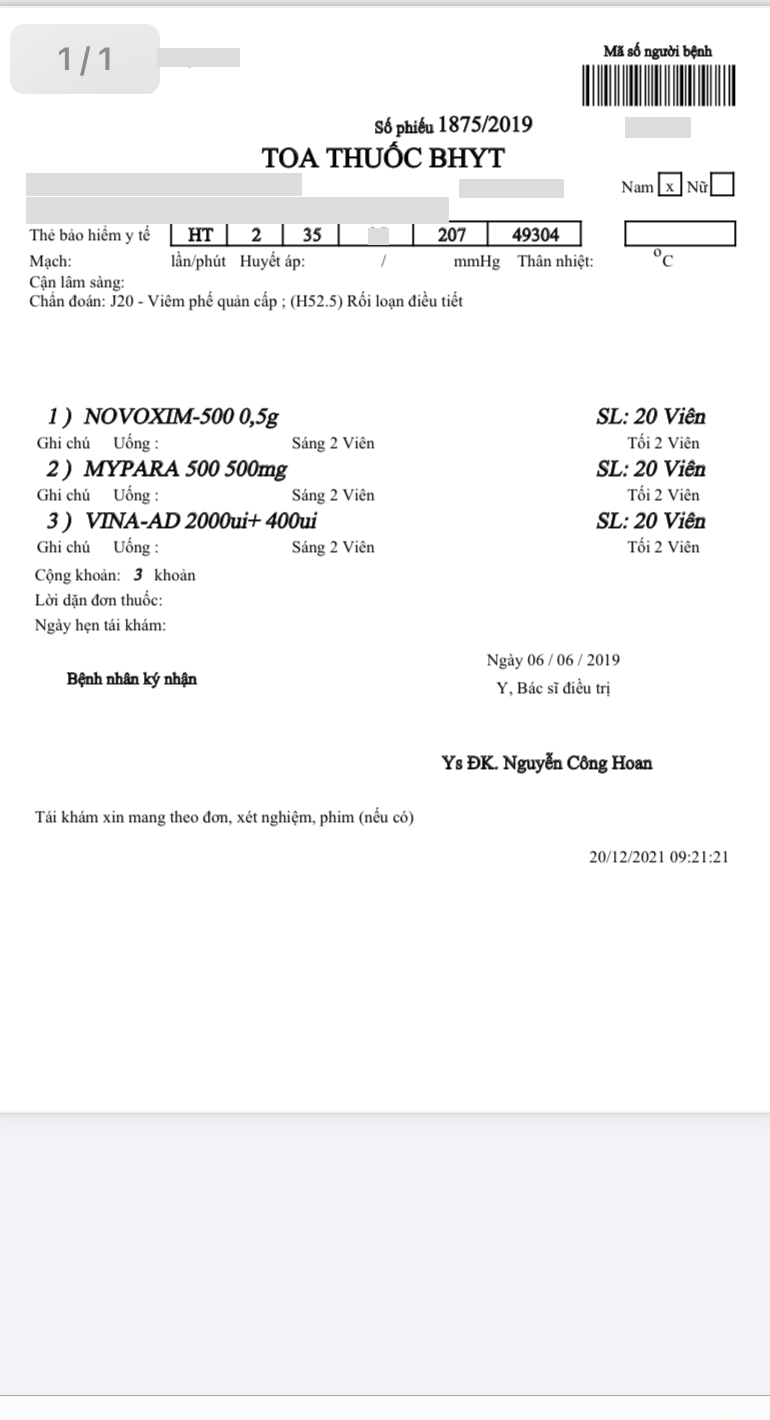 1/1
Mã số người bệnh
Số phiếu 1875/2019
TOA THUỐC BHYT
Nam x Nữ
Thẻ bảo hiểm y tế HT 2 35 207 49304
Mạch: lần/phút Huyết áp: / mmHg Thân nhiệt: °C
Cận lâm sàng:
Chẩn đoán: J20 - Viêm phế quản cấp ; (H52.5) Rối loạn điều tiết
1 ) NOVOXIM-500 0,5g SL: 20 Viên
Ghi chú Uống : Sáng 2 Viên Tối 2 Viên
2 ) MYPARA 500 500mg SL: 20 Viên
Ghi chú Uống : Sáng 2 Viên Tối 2 Viên
3 ) VINA-AD 2000ui+ 400ui SL: 20 Viên
Ghi chú Uống : Sáng 2 Viên Tối 2 Viên
Cộng khoản: 3 khoản
Lời dặn đơn thuốc:
Ngày hẹn tái khám:
Ngày 06 / 06 / 2019
Bệnh nhân ký nhận Y, Bác sĩ điều trị
Ys ĐK. Nguyễn Công Hoan
Tái khám xin mang theo đơn, xét nghiệm, phim (nếu có)
20/12/2021 09:21:21